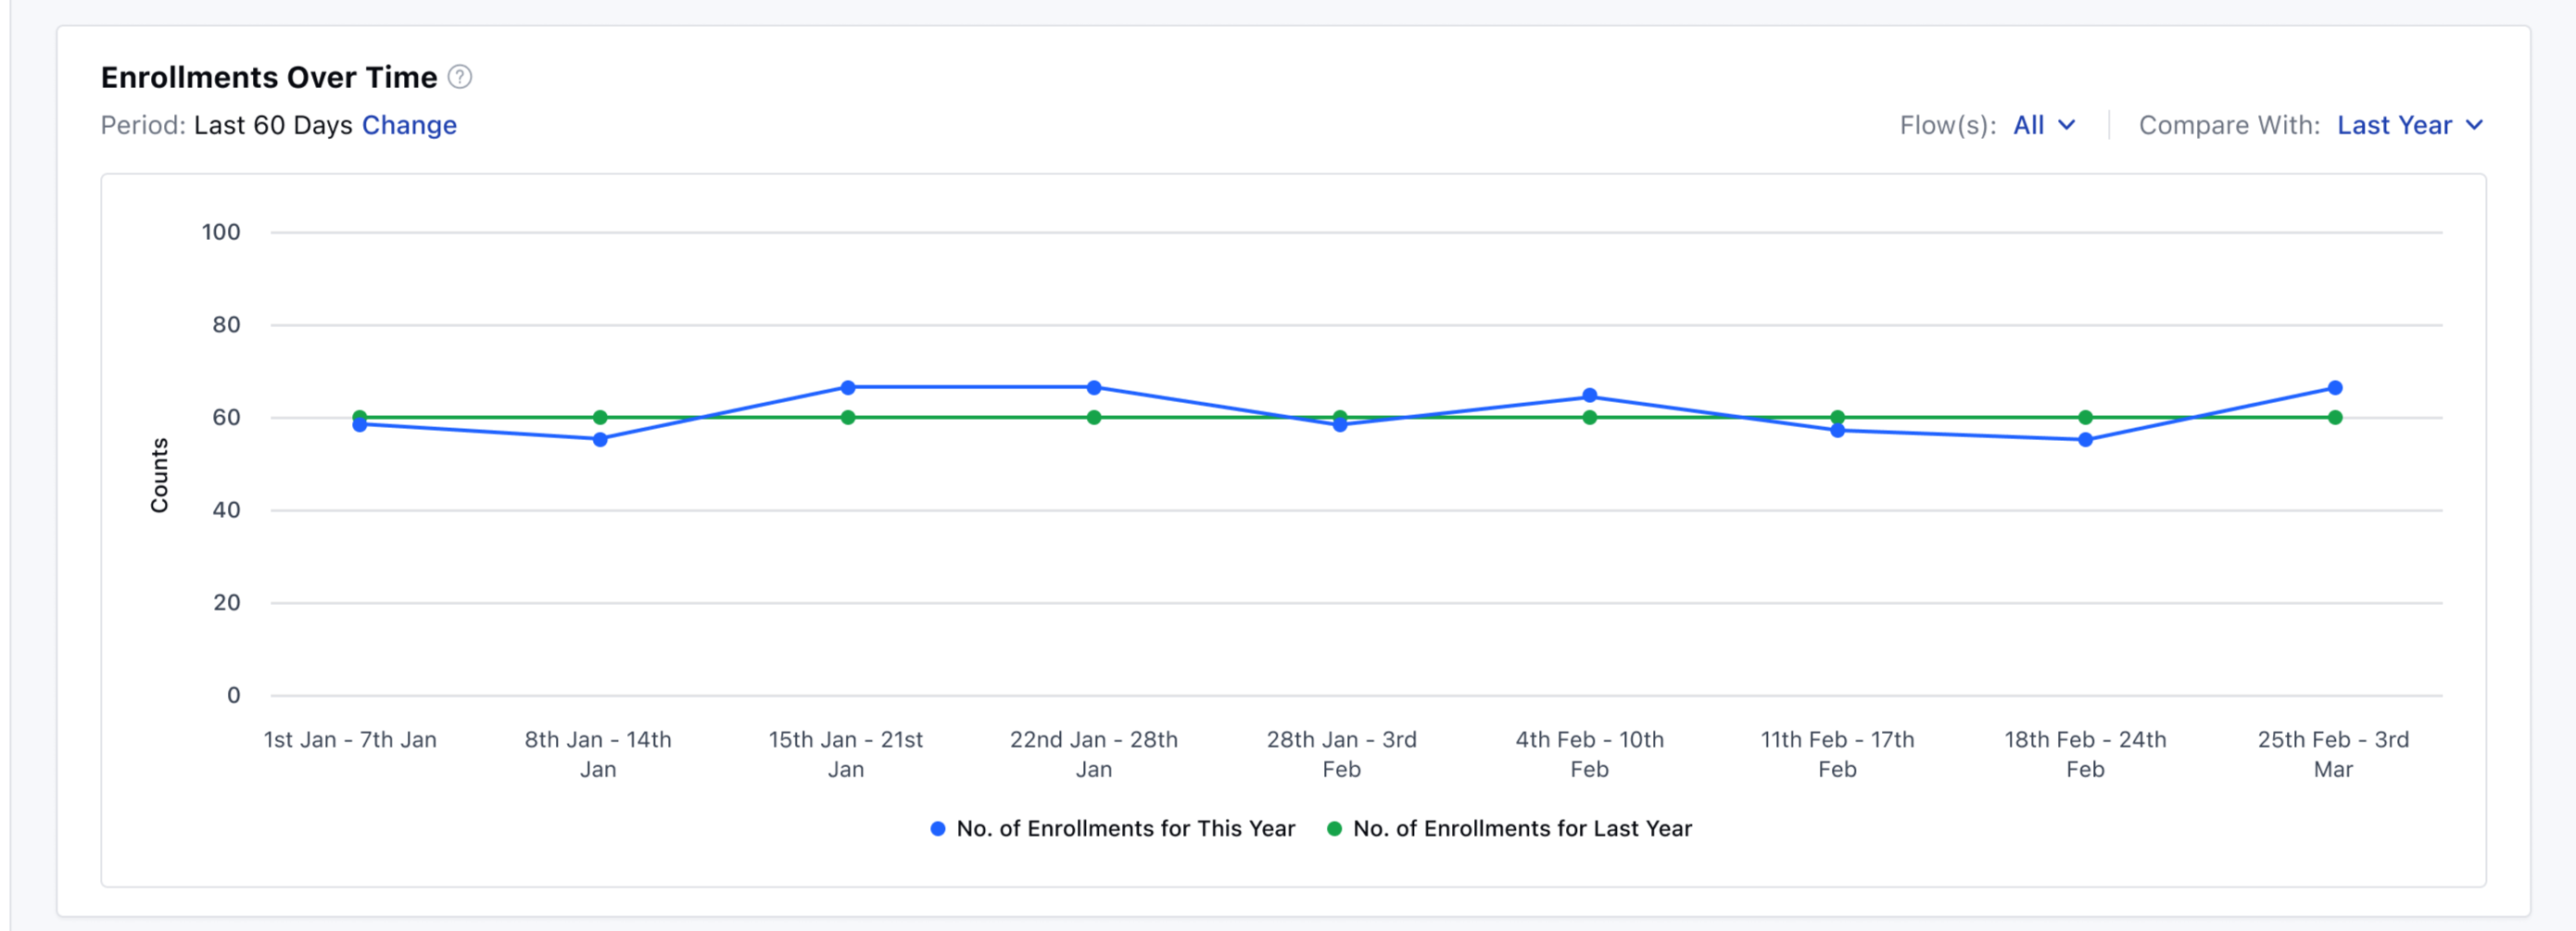 Enrollments Over Time ?
Period: Last 60 Days Change
Flow(s): All
Compare With: Last Year
100
80
60
40
20
0
Counts
1st Jan - 7th Jan
8th Jan - 14th
Jan
15th Jan - 21st
Jan
22nd Jan - 28th
Jan
28th Jan - 3rd
Feb
4th Feb - 10th
Feb
11th Feb - 17th
Feb
18th Feb - 24th
Feb
25th Feb - 3rd
Mar
No. of Enrollments for This Year
No. of Enrollments for Last Year